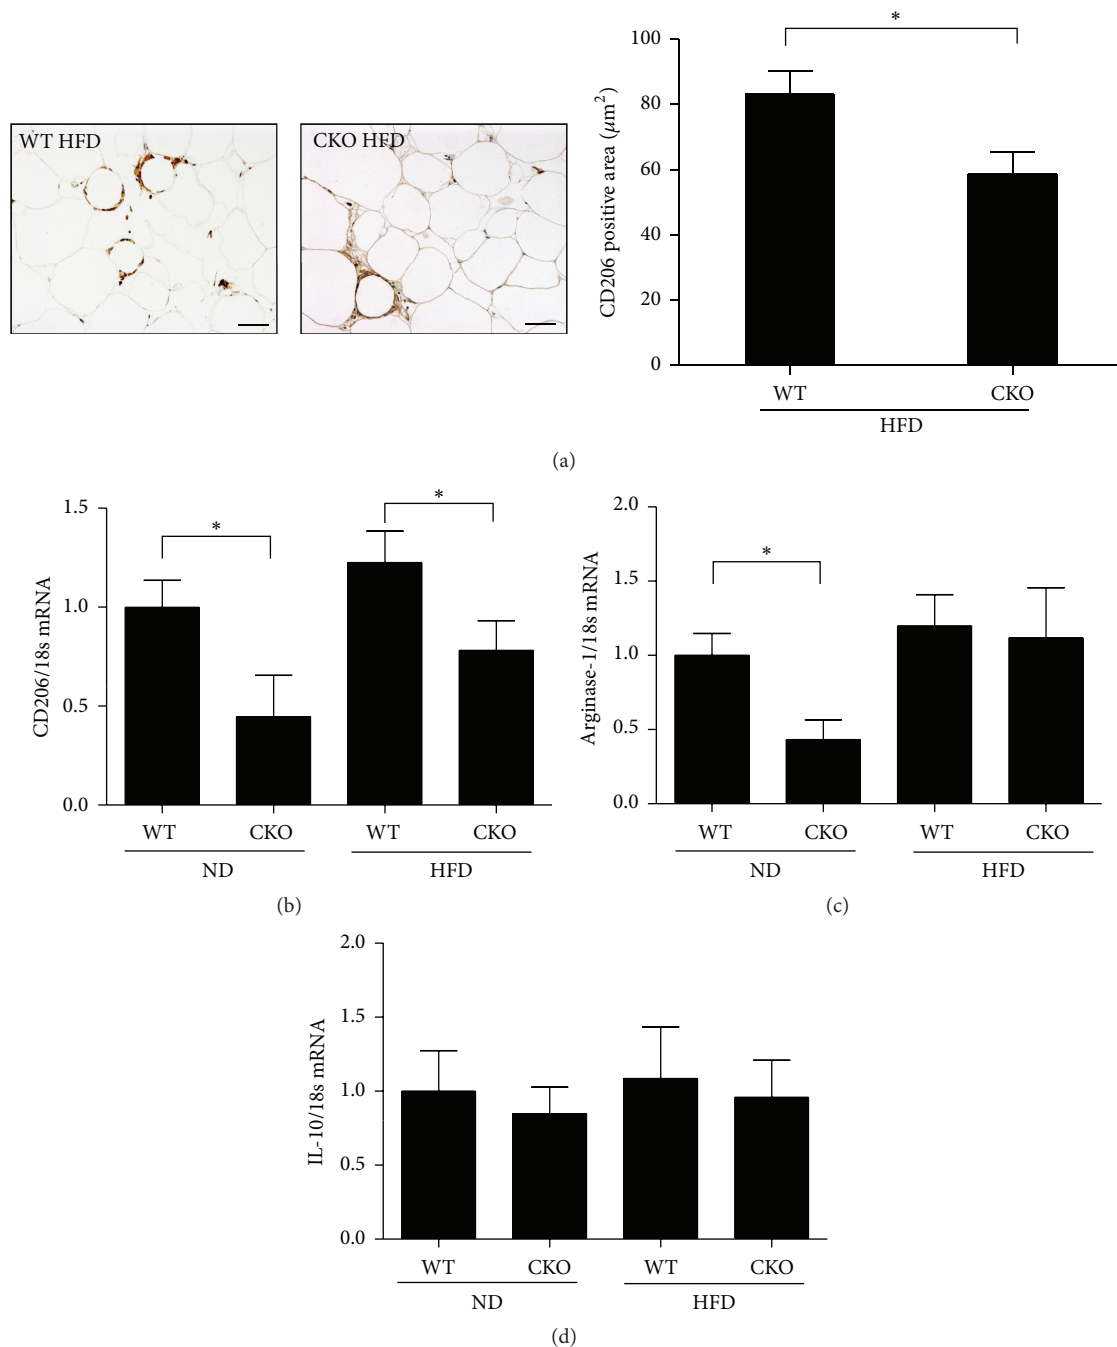 WT HFD
CKO HFD
*
CD206 positive area (μm²)
100
80
60
40
20
0
WT CKO
HFD
(a)
CD206/18s mRNA
1.5
1.0
0.5
0.0
* *
WT CKO WT CKO
ND HFD
(b)
Arginase-1/18s mRNA
2.0
1.5
1.0
0.5
0.0
*
WT CKO WT CKO
ND HFD
(c)
IL-10/18s mRNA
2.0
1.5
1.0
0.5
0.0
WT CKO WT CKO
ND HFD
(d)